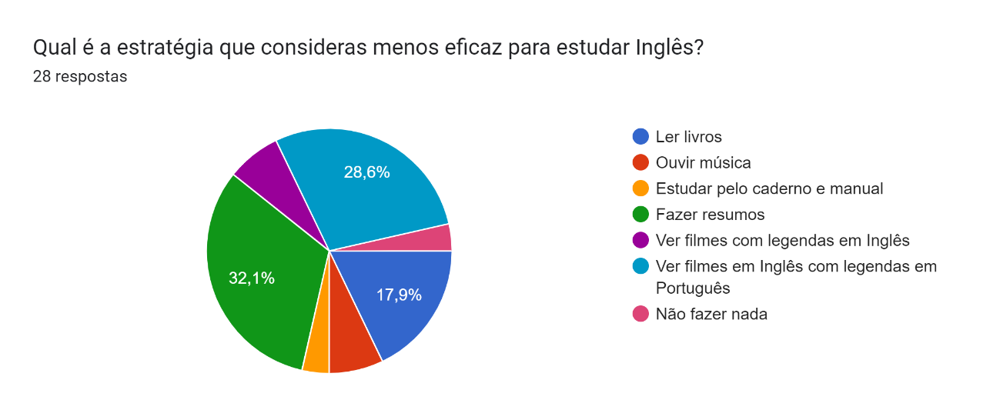 Qual é a estratégia que consideras menos eficaz para estudar Inglês?
28 respostas
28,6%
32,1%
17,9%
Ler livros
Ouvir música
Estudar pelo caderno e manual
Fazer resumos
Ver filmes com legendas em Inglês
Ver filmes em Inglês com legendas em
Português
Não fazer nada